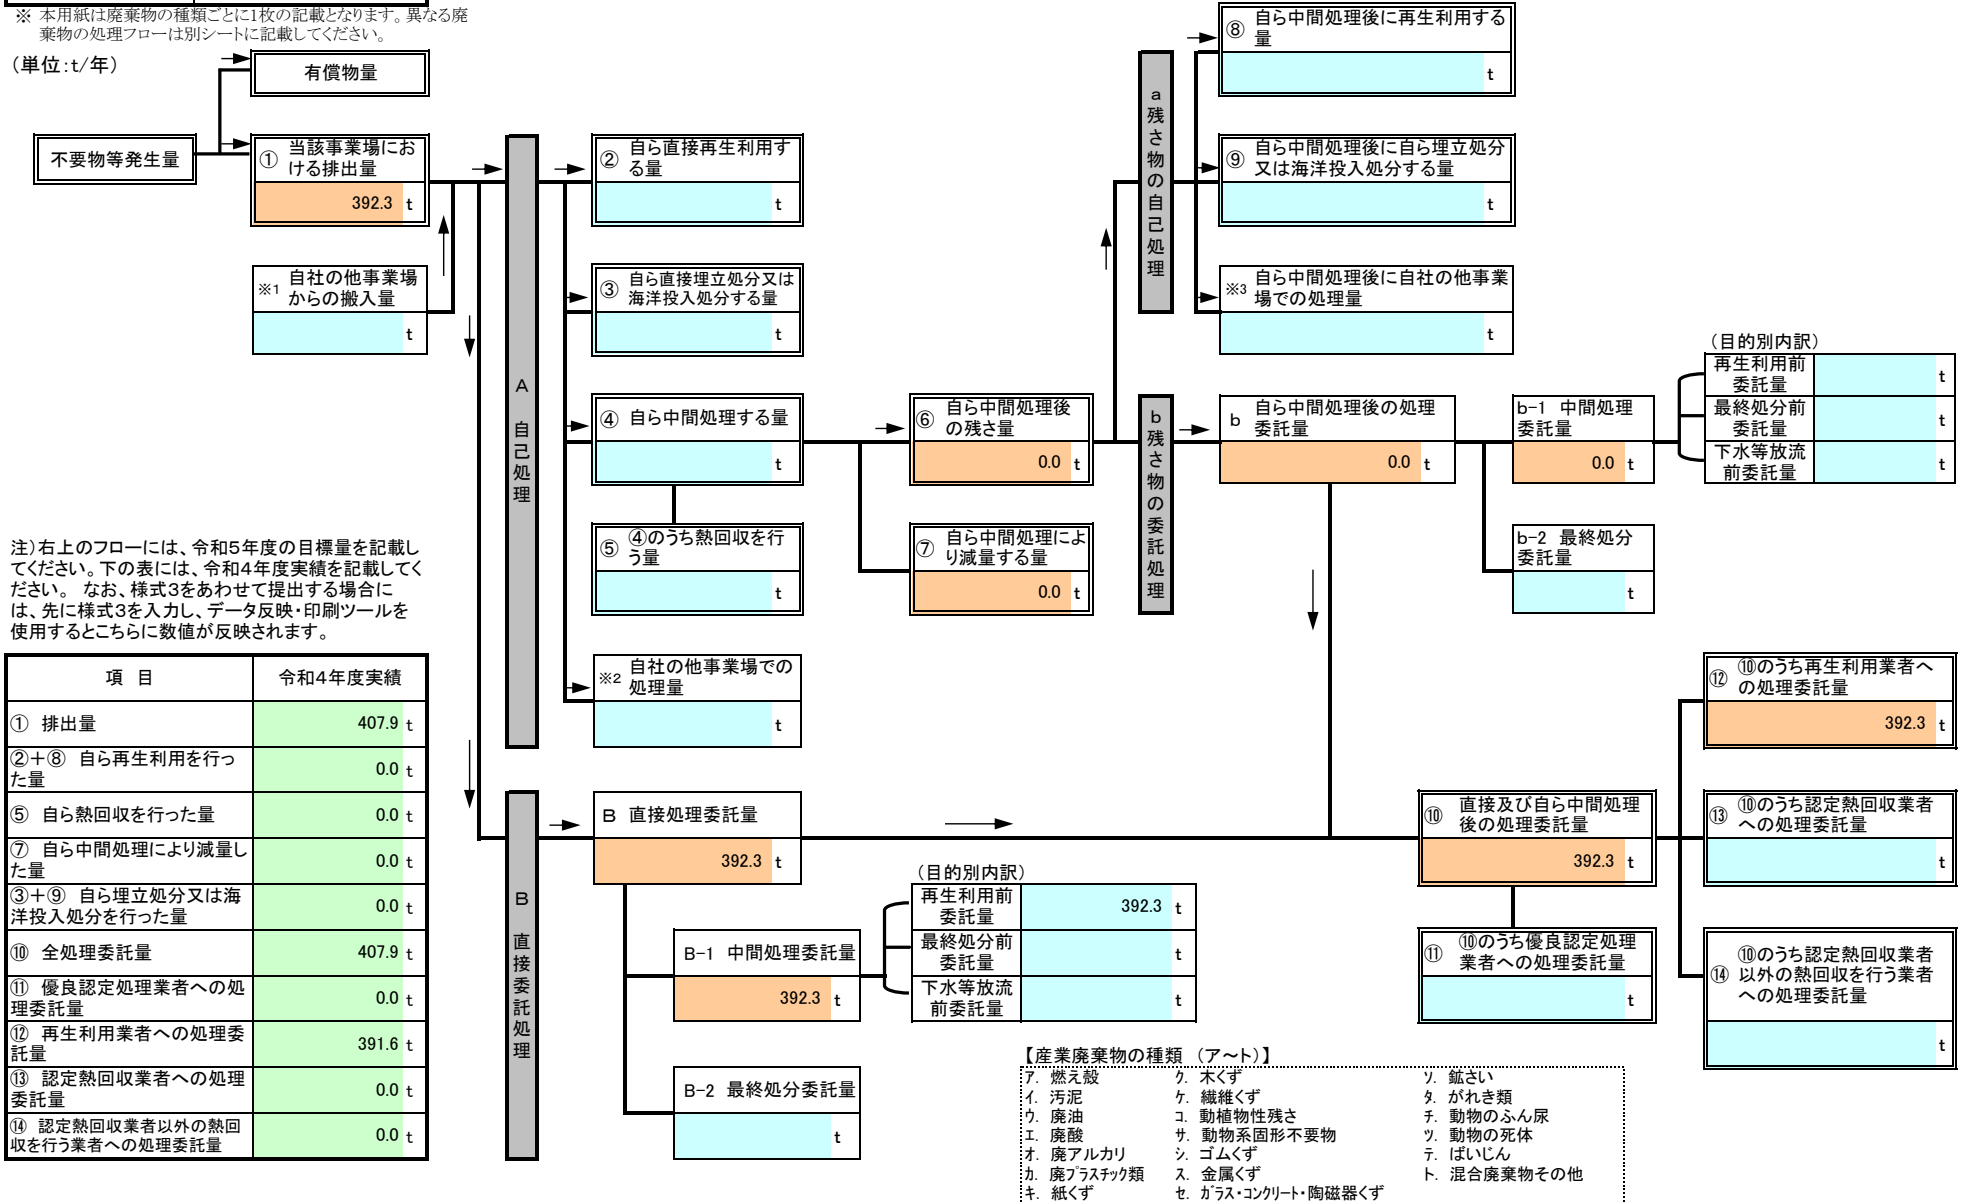 ※ 本用紙は廃棄物の種類ごとに1枚の記載となります。異なる廃
棄物の処理フローは別シートに記載してください。
(単位:t/年)
有償物量
不要物等発生量
① 当該事業場にお
ける排出量
392.3 t
※1 自社の他事業場
からの搬入量
t
A 自己処理
② 自ら直接再生利用す
る量
t
③ 自ら直接埋立処分又は
海洋投入処分する量
t
④ 自ら中間処理する量
t
⑤ ④のうち熱回収を行
う量
t
※2 自社の他事業場での
処理量
t
⑥ 自ら中間処理後
の残さ量
0.0 t
⑦ 自ら中間処理によ
り減量する量
0.0 t
a 残さ物の自己処理
⑧ 自ら中間処理後に再生利用する
量
t
⑨ 自ら中間処理後に自ら埋立処分
又は海洋投入処分する量
t
※3 自ら中間処理後に自社の他事業
場での処理量
t
b 残さ物の委託処理
b 自ら中間処理後の処理
委託量
0.0 t
b-1 中間処理
委託量
0.0 t
(目的別内訳)
再生利用前
委託量
t
最終処分前
委託量
t
下水等放流
前委託量
t
b-2 最終処分
委託量
t
注)右上のフローには、令和5年度の目標量を記載し
てください。下の表には、令和4年度実績を記載してく
ださい。 なお、様式3をあわせて提出する場合に
は、先に様式3を入力し、データ反映・印刷ツールを
使用するとこちらに数値が反映されます。
項 目 令和4年度実績
① 排出量 407.9 t
②+⑧ 自ら再生利用を行っ
た量 0.0 t
⑤ 自ら熱回収を行った量 0.0 t
⑦ 自ら中間処理により減量し
た量 0.0 t
③+⑨ 自ら埋立処分又は海
洋投入処分を行った量 0.0 t
⑩ 全処理委託量 407.9 t
⑪ 優良認定処理業者への処
理委託量 0.0 t
⑫ 再生利用業者への処理委
託量 391.6 t
⑬ 認定熱回収業者への処理
委託量 0.0 t
⑭ 認定熱回収業者以外の熱回
収を行う業者への処理委託量 0.0 t
B 直接委託処理
B 直接処理委託量
392.3 t
B-1 中間処理委託量
392.3 t
B-2 最終処分委託量
t
(目的別内訳)
再生利用前
委託量
392.3 t
最終処分前
委託量
t
下水等放流
前委託量
t
⑩ 直接及び自ら中間処理
後の処理委託量
392.3 t
⑪ ⑩のうち優良認定処理
業者への処理委託量
t
⑫ ⑩のうち再生利用業者へ
の処理委託量
392.3 t
⑬ ⑩のうち認定熱回収業者
への処理委託量
t
⑭ ⑩のうち認定熱回収業者
以外の熱回収を行う業者
への処理委託量
t
【産業廃棄物の種類 (ア～ト)】
ア. 燃え殻 ク. 木くず ソ. 鉱さい
イ. 汚泥 ケ. 繊維くず タ. がれき類
ウ. 廃油 コ. 動植物性残さ チ. 動物のふん尿
エ. 廃酸 サ. 動物系固形不要物 ツ. 動物の死体
オ. 廃アルカリ シ. ゴムくず テ. ばいじん
カ. 廃プラスチック類 ス. 金属くず ト. 混合廃棄物その他
キ. 紙くず セ. ガラス・コンクリート・陶磁器くず